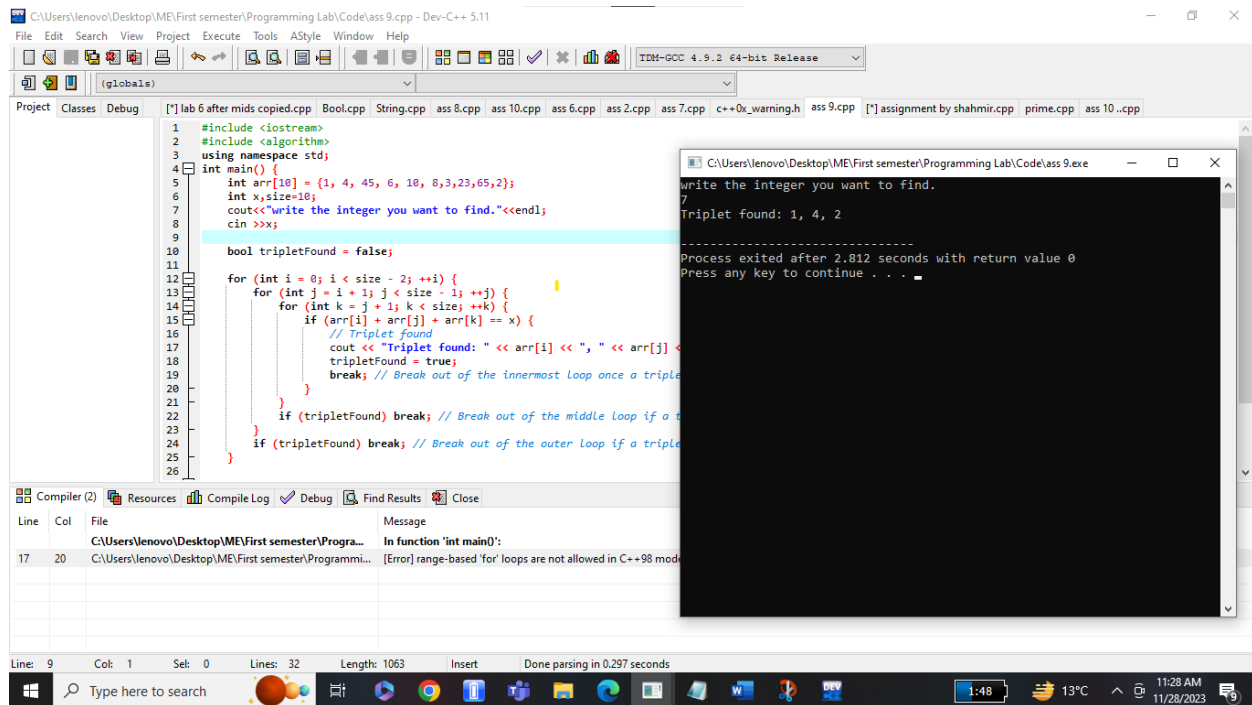 C:\Users\lenovo\Desktop\ME\First semester\Programming Lab\Code\ass 9.cpp - Dev-C++ 5.11
File Edit Search View Project Execute Tools AStyle Window Help
TDM-GCC 4.9.2 64-bit Release
(globals)
Project Classes Debug
[*] lab 6 after mids copied.cpp Bool.cpp String.cpp ass 8.cpp ass 10.cpp ass 6.cpp ass 2.cpp ass 7.cpp c++0x_warning.h ass 9.cpp [*] assignment by shahmir.cpp prime.cpp ass 10 ..cpp
1 #include <iostream>
2 #include <algorithm>
3 using namespace std;
4 int main() {
5 int arr[10] = {1, 4, 45, 6, 10, 8,3,23,65,2};
6 int x,size=10;
7 cout<<"write the integer you want to find."<<endl;
8 cin >>x;
9
10 bool tripletFound = false;
11
12 for (int i = 0; i < size - 2; ++i) {
13 for (int j = i + 1; j < size - 1; ++j) {
14 for (int k = j + 1; k < size; ++k) {
15 if (arr[i] + arr[j] + arr[k] == x) {
16 // Triplet found
17 cout << "Triplet found: " << arr[i] << ", " << arr[j] <
18 tripletFound = true;
19 break; // Break out of the innermost loop once a triple
20 }
21 }
22 if (tripletFound) break; // Break out of the middle loop if a t
23 }
24 if (tripletFound) break; // Break out of the outer loop if a triple
25 }
26
C:\Users\lenovo\Desktop\ME\First semester\Programming Lab\Code\ass 9.exe
write the integer you want to find.
7
Triplet found: 1, 4, 2
--------------------------------
Process exited after 2.812 seconds with return value 0
Press any key to continue . . .
Compiler (2) Resources Compile Log Debug Find Results Close
Line Col File Message
C:\Users\lenovo\Desktop\ME\First semester\Progra... In function 'int main()':
17 20 C:\Users\lenovo\Desktop\ME\First semester\Programmi... [Error] range-based 'for' loops are not allowed in C++98 mode
Line: 9 Col: 1 Sel: 0 Lines: 32 Length: 1063 Insert Done parsing in 0.297 seconds
Type here to search
DEV
1:48
13°C
11:28 AM
11/28/2023
9